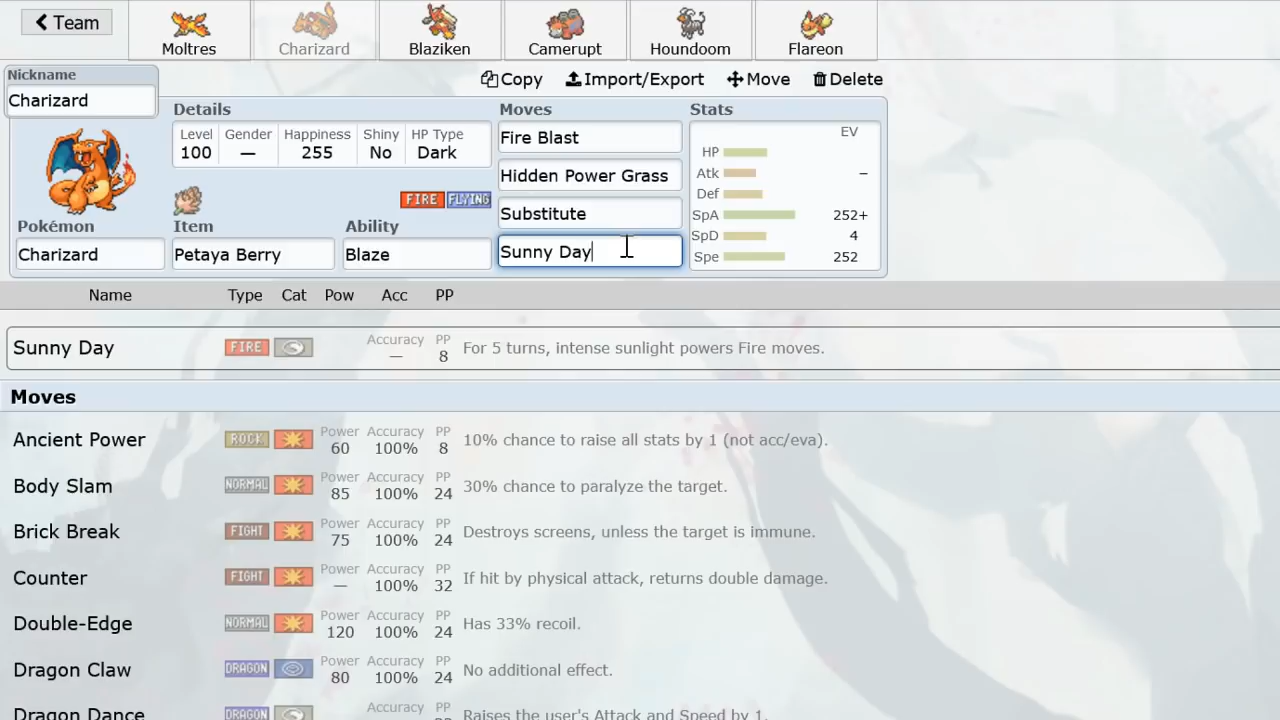 Team
Moltres Charizard Blaziken Camerupt Houndoom Flareon
Nickname
Charizard
Copy Import/Export Move Delete
Details Moves Stats
Level Gender Happiness Shiny HP Type
100 — 255 No Dark
Fire Blast
Hidden Power Grass
Substitute
Sunny Day
EV
HP
Atk –
Def
SpA 252+
SpD 4
Spe 252
FIRE FLYING
Pokémon Item Ability
Charizard Petaya Berry Blaze
Name Type Cat Pow Acc PP
Sunny Day FIRE Accuracy — PP 8 For 5 turns, intense sunlight powers Fire moves.
Moves
Ancient Power ROCK Power 60 Accuracy 100% PP 8 10% chance to raise all stats by 1 (not acc/eva).
Body Slam NORMAL Power 85 Accuracy 100% PP 24 30% chance to paralyze the target.
Brick Break FIGHT Power 75 Accuracy 100% PP 24 Destroys screens, unless the target is immune.
Counter FIGHT Power — Accuracy 100% PP 32 If hit by physical attack, returns double damage.
Double-Edge NORMAL Power 120 Accuracy 100% PP 24 Has 33% recoil.
Dragon Claw DRAGON Power 80 Accuracy 100% PP 24 No additional effect.
Dragon Dance DRAGON PP Raises the user's Attack and Speed by 1.